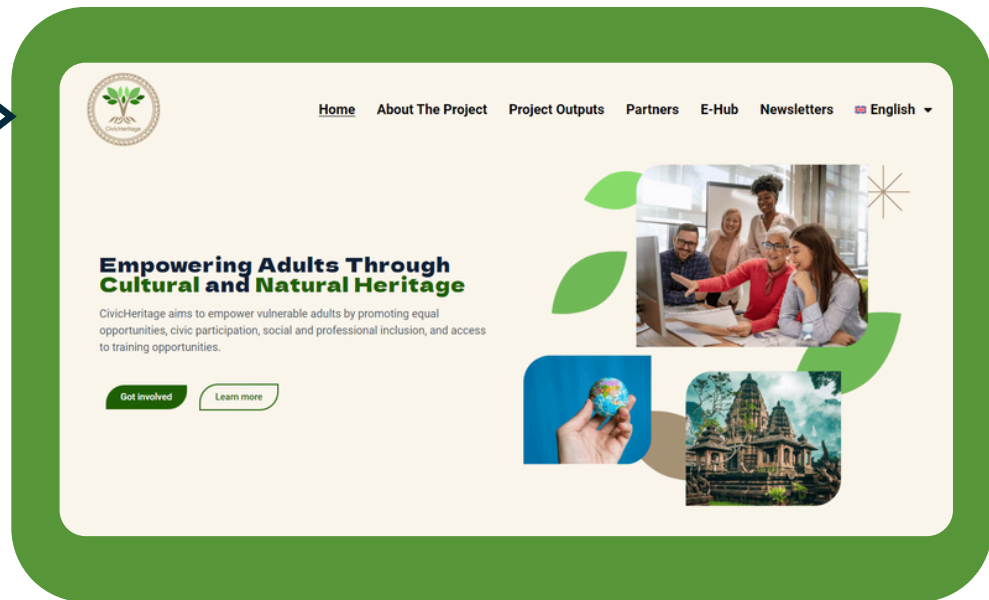 CivicHeritage
Home About The Project Project Outputs Partners E-Hub Newsletters English
Empowering Adults Through
Cultural and Natural Heritage
CivicHeritage aims to empower vulnerable adults by promoting equal
opportunities, civic participation, social and professional inclusion, and access
to training opportunities.
Got involved Learn more